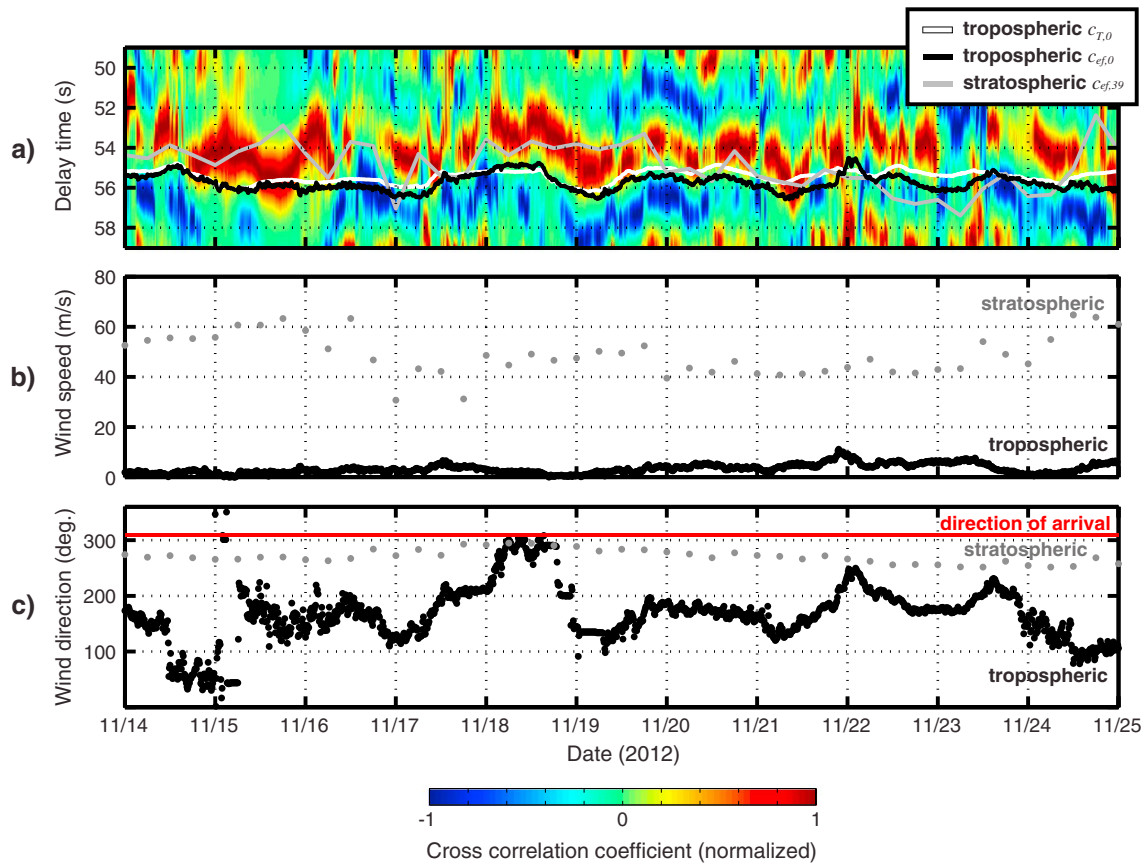 tropospheric c_T,0
tropospheric c_ef,0
stratospheric c_ef,39
a)
Delay time (s)
50
52
54
56
58
b)
Wind speed (m/s)
80
60
40
20
0
stratospheric
tropospheric
c)
Wind direction (deg.)
300
200
100
direction of arrival
stratospheric
tropospheric
11/14 11/15 11/16 11/17 11/18 11/19 11/20 11/21 11/22 11/23 11/24 11/25
Date (2012)
-1 0 1
Cross correlation coefficient (normalized)